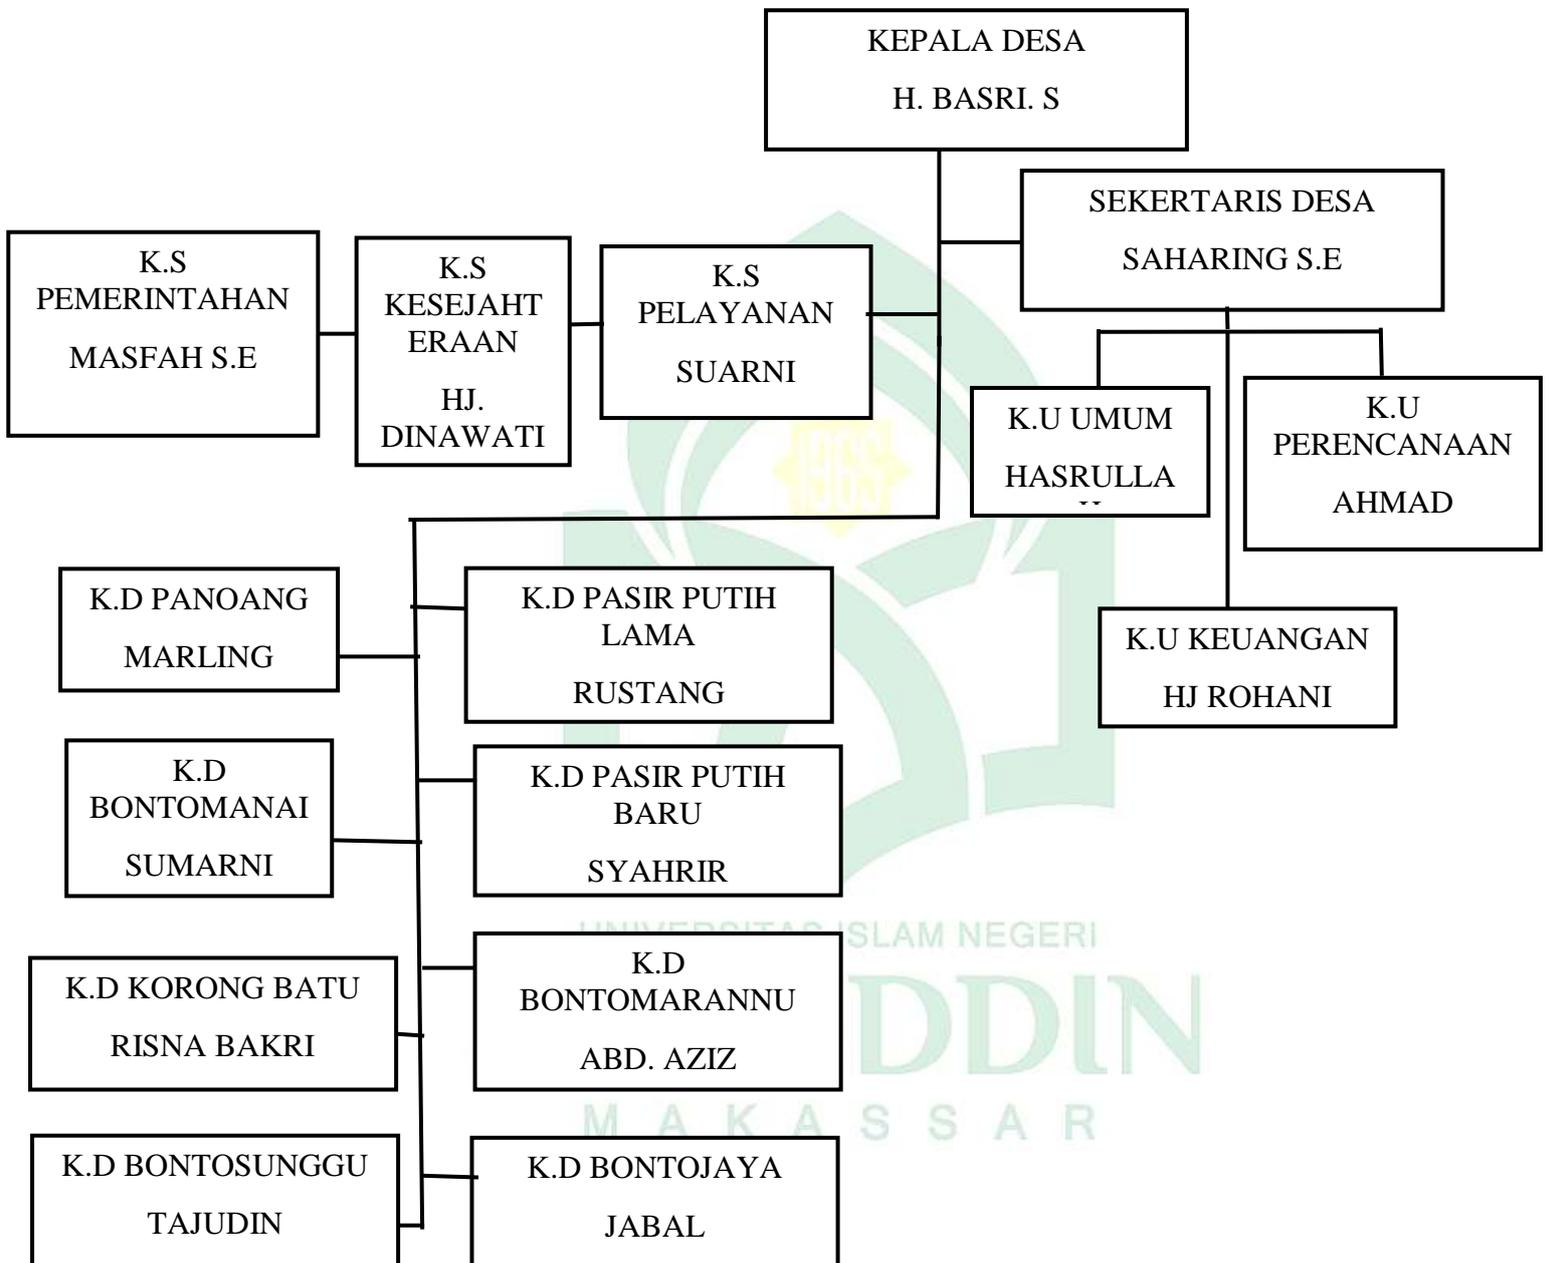 KEPALA DESA
H. BASRI. S
SEKERTARIS DESA
SAHARING S.E
K.S
PEMERINTAHAN
MASFAH S.E
K.S
KESEJAHT
ERAAN
HJ.
DINAWATI
K.S
PELAYANAN
SUARNI
K.U UMUM
HASRULLA
K.U
PERENCANAAN
AHMAD
K.U KEUANGAN
HJ ROHANI
K.D PANOANG
MARLING
K.D PASIR PUTIH
LAMA
RUSTANG
K.D
BONTOMANAI
SUMARNI
K.D PASIR PUTIH
BARU
SYAHRIR
K.D KORONG BATU
RISNA BAKRI
K.D
BONTOMARANNU
ABD. AZIZ
K.D BONTOSUNGGU
TAJUDIN
K.D BONTOJAYA
JABAL
1965
UNIVERSITAS ISLAM NEGERI
DDIN
MAKASSAR